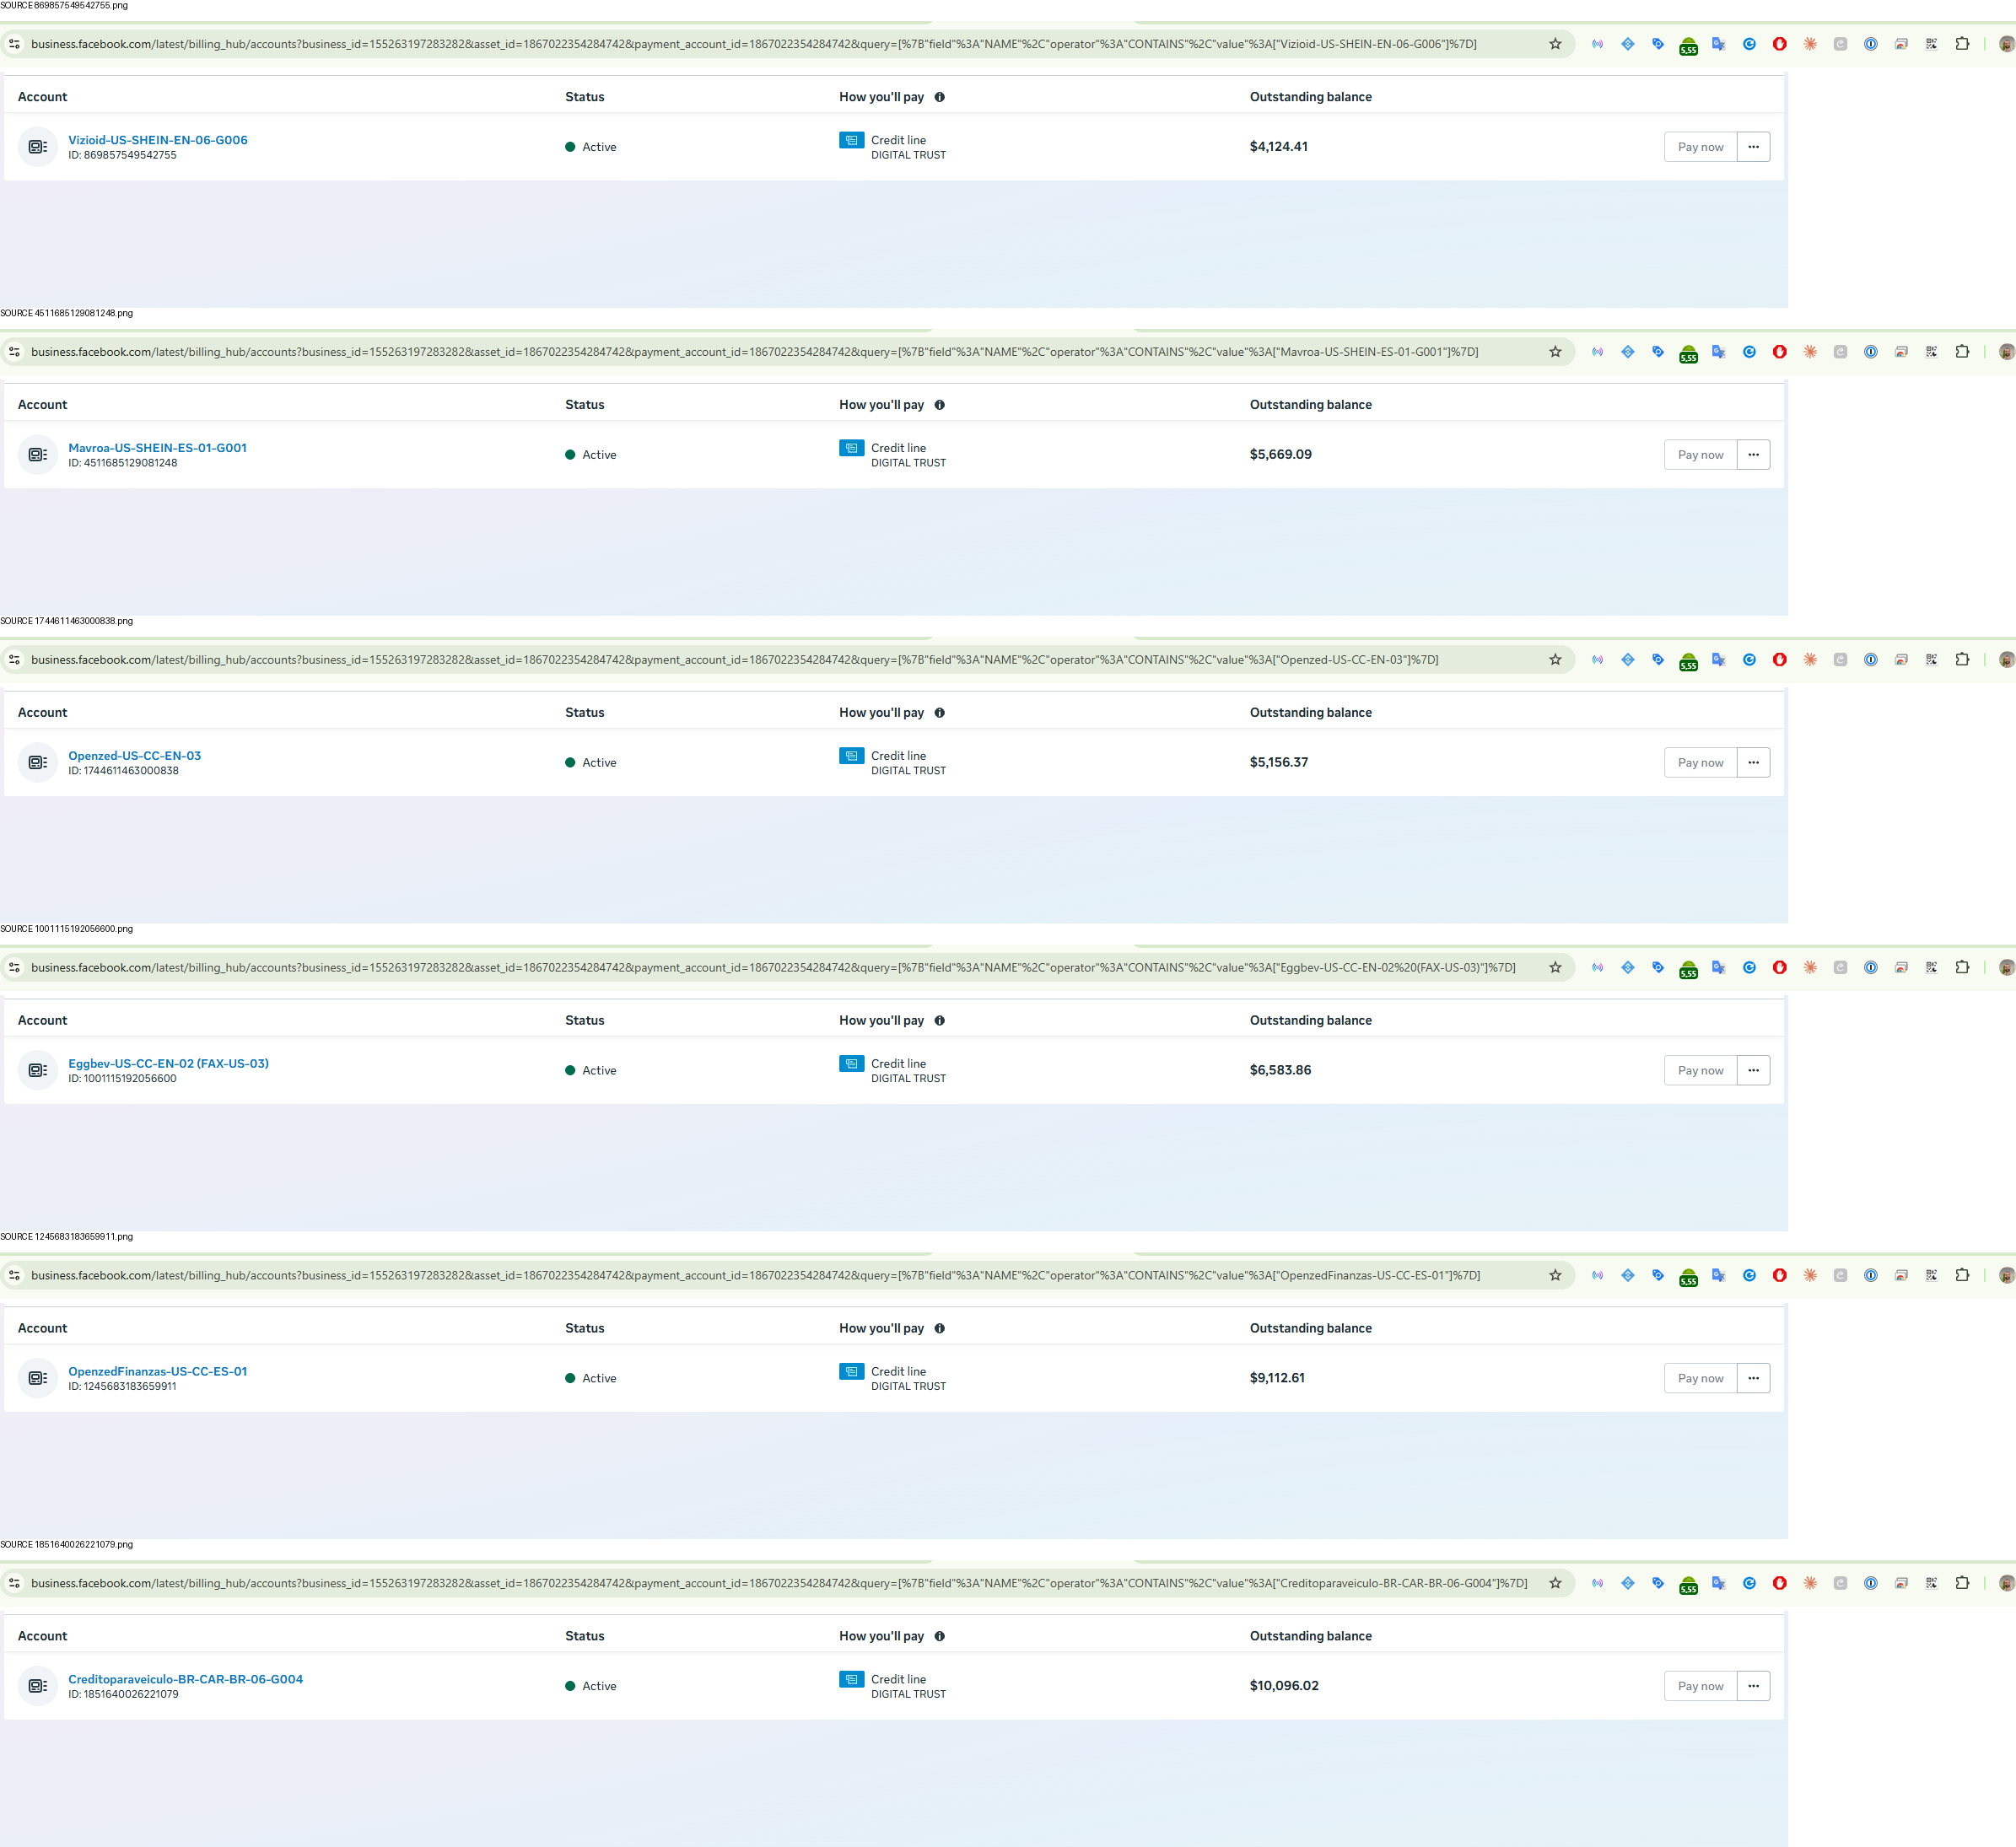 SOURCE 869857549542755.png
business.facebook.com/latest/billing_hub/accounts?business_id=155263197283282&asset_id=1867022354284742&payment_account_id=1867022354284742&query=[%7B"field"%3A"NAME"%2C"operator"%3A"CONTAINS"%2C"value"%3A["Vizioid-US-SHEIN-EN-06-G006"]%7D]
5,55
Account Status How you'll pay Outstanding balance
Vizioid-US-SHEIN-EN-06-G006
ID: 869857549542755
Active
Credit line
DIGITAL TRUST
$4,124.41
Pay now
SOURCE 4511685129081248.png
business.facebook.com/latest/billing_hub/accounts?business_id=155263197283282&asset_id=1867022354284742&payment_account_id=1867022354284742&query=[%7B"field"%3A"NAME"%2C"operator"%3A"CONTAINS"%2C"value"%3A["Mavroa-US-SHEIN-ES-01-G001"]%7D]
5,55
Account Status How you'll pay Outstanding balance
Mavroa-US-SHEIN-ES-01-G001
ID: 4511685129081248
Active
Credit line
DIGITAL TRUST
$5,669.09
Pay now
SOURCE 1744611463000838.png
business.facebook.com/latest/billing_hub/accounts?business_id=155263197283282&asset_id=1867022354284742&payment_account_id=1867022354284742&query=[%7B"field"%3A"NAME"%2C"operator"%3A"CONTAINS"%2C"value"%3A["Openzed-US-CC-EN-03"]%7D]
5,55
Account Status How you'll pay Outstanding balance
Openzed-US-CC-EN-03
ID: 1744611463000838
Active
Credit line
DIGITAL TRUST
$5,156.37
Pay now
SOURCE 1001115192056600.png
business.facebook.com/latest/billing_hub/accounts?business_id=155263197283282&asset_id=1867022354284742&payment_account_id=1867022354284742&query=[%7B"field"%3A"NAME"%2C"operator"%3A"CONTAINS"%2C"value"%3A["Eggbev-US-CC-EN-02%20(FAX-US-03)"]%7D]
5,55
Account Status How you'll pay Outstanding balance
Eggbev-US-CC-EN-02 (FAX-US-03)
ID: 1001115192056600
Active
Credit line
DIGITAL TRUST
$6,583.86
Pay now
SOURCE 1245683183659911.png
business.facebook.com/latest/billing_hub/accounts?business_id=155263197283282&asset_id=1867022354284742&payment_account_id=1867022354284742&query=[%7B"field"%3A"NAME"%2C"operator"%3A"CONTAINS"%2C"value"%3A["OpenzedFinanzas-US-CC-ES-01"]%7D]
5,55
Account Status How you'll pay Outstanding balance
OpenzedFinanzas-US-CC-ES-01
ID: 1245683183659911
Active
Credit line
DIGITAL TRUST
$9,112.61
Pay now
SOURCE 1851640026221079.png
business.facebook.com/latest/billing_hub/accounts?business_id=155263197283282&asset_id=1867022354284742&payment_account_id=1867022354284742&query=[%7B"field"%3A"NAME"%2C"operator"%3A"CONTAINS"%2C"value"%3A["Creditoparaveiculo-BR-CAR-BR-06-G004"]%7D]
5,55
Account Status How you'll pay Outstanding balance
Creditoparaveiculo-BR-CAR-BR-06-G004
ID: 1851640026221079
Active
Credit line
DIGITAL TRUST
$10,096.02
Pay now